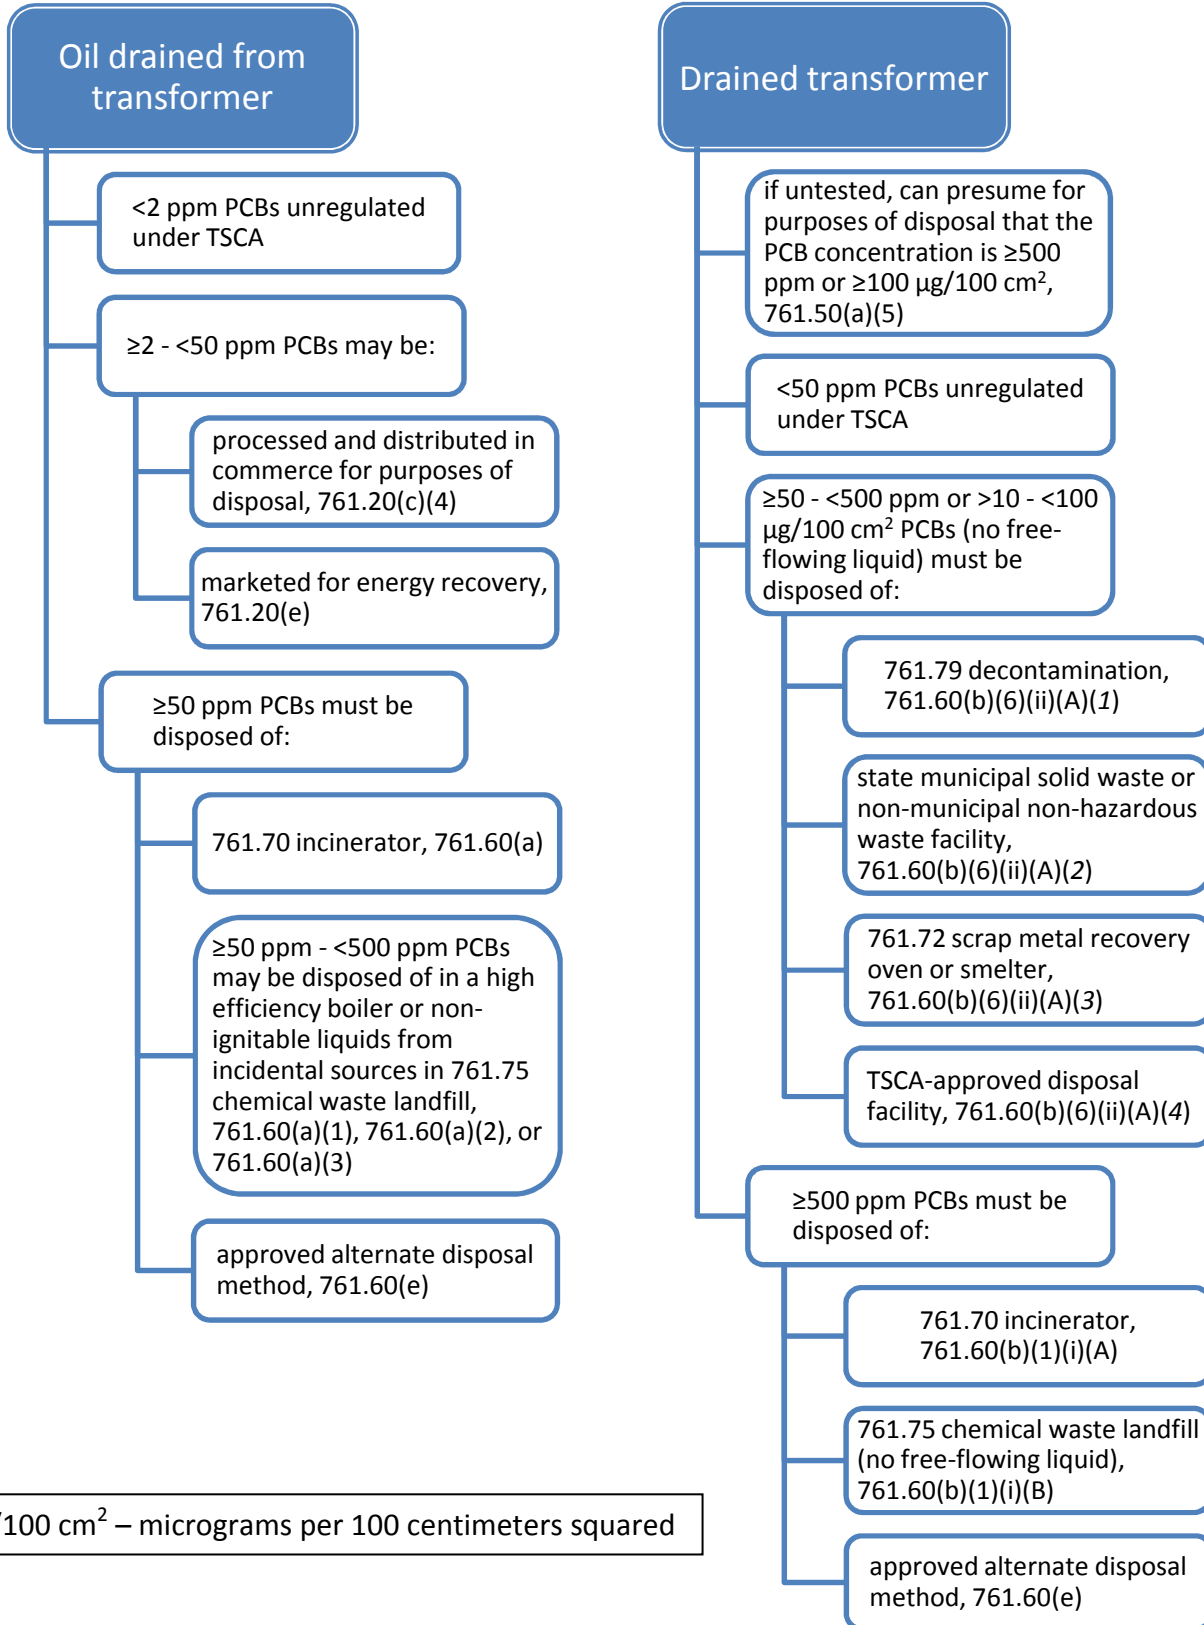 Oil drained from
transformer
<2 ppm PCBs unregulated
under TSCA
≥2 - <50 ppm PCBs may be:
processed and distributed in
commerce for purposes of
disposal, 761.20(c)(4)
marketed for energy recovery,
761.20(e)
≥50 ppm PCBs must be
disposed of:
761.70 incinerator, 761.60(a)
≥50 ppm - <500 ppm PCBs
may be disposed of in a high
efficiency boiler or non-
ignitable liquids from
incidental sources in 761.75
chemical waste landfill,
761.60(a)(1), 761.60(a)(2), or
761.60(a)(3)
approved alternate disposal
method, 761.60(e)
Drained transformer
if untested, can presume for
purposes of disposal that the
PCB concentration is ≥500
ppm or ≥100 µg/100 cm²,
761.50(a)(5)
<50 ppm PCBs unregulated
under TSCA
≥50 - <500 ppm or >10 - <100
µg/100 cm² PCBs (no free-
flowing liquid) must be
disposed of:
761.79 decontamination,
761.60(b)(6)(ii)(A)(1)
state municipal solid waste or
non-municipal non-hazardous
waste facility,
761.60(b)(6)(ii)(A)(2)
761.72 scrap metal recovery
oven or smelter,
761.60(b)(6)(ii)(A)(3)
TSCA-approved disposal
facility, 761.60(b)(6)(ii)(A)(4)
≥500 ppm PCBs must be
disposed of:
761.70 incinerator,
761.60(b)(1)(i)(A)
761.75 chemical waste landfill
(no free-flowing liquid),
761.60(b)(1)(i)(B)
approved alternate disposal
method, 761.60(e)
/100 cm² – micrograms per 100 centimeters squared